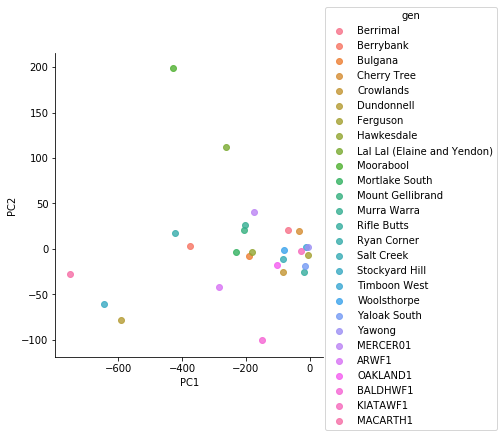 gen
Berrimal
Berrybank
Bulgana
Cherry Tree
Crowlands
Dundonnell
Ferguson
Hawkesdale
Lal Lal (Elaine and Yendon)
Moorabool
Mortlake South
Mount Gellibrand
Murra Warra
Rifle Butts
Ryan Corner
Salt Creek
Stockyard Hill
Timboon West
Woolsthorpe
Yaloak South
Yawong
MERCER01
ARWF1
OAKLAND1
BALDHWF1
KIATAWF1
MACARTH1
200
150
100
50
0
−50
−100
PC2
−600 −400 −200 0
PC1